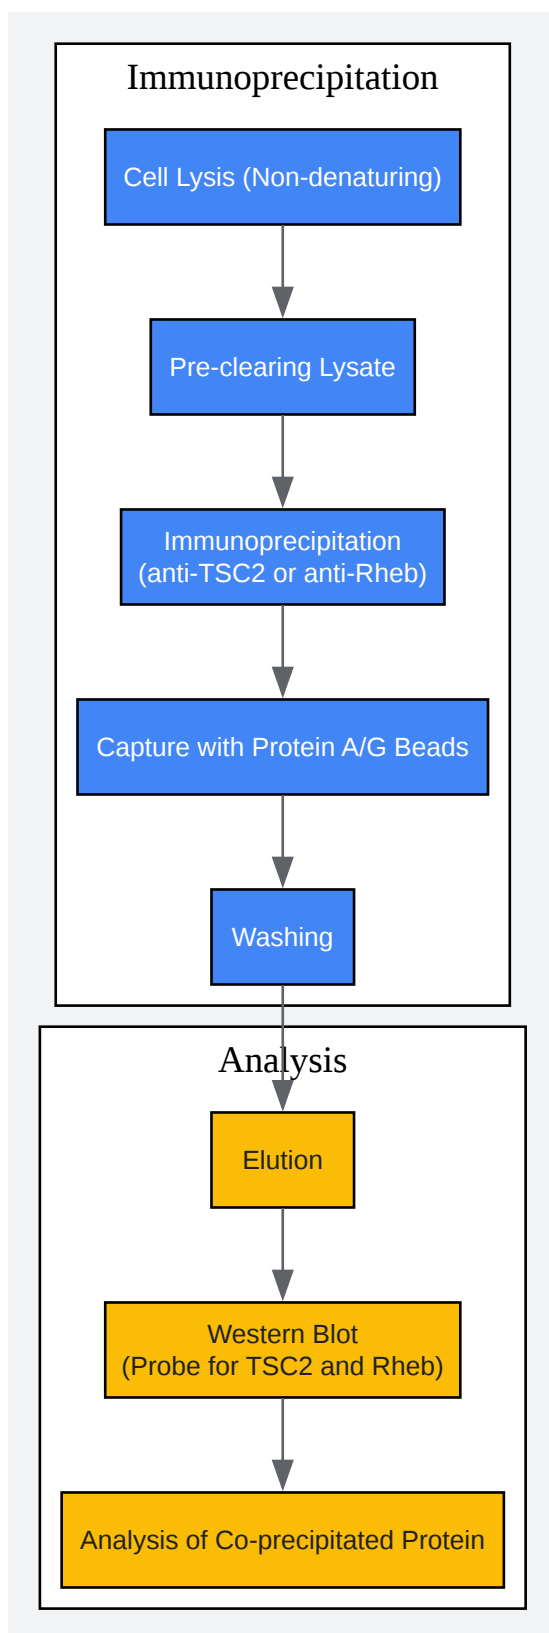 Immunoprecipitation
Cell Lysis (Non-denaturing)
Pre-clearing Lysate
Immunoprecipitation
(anti-TSC2 or anti-Rheb)
Capture with Protein A/G Beads
Washing
Analysis
Elution
Western Blot
(Probe for TSC2 and Rheb)
Analysis of Co-precipitated Protein